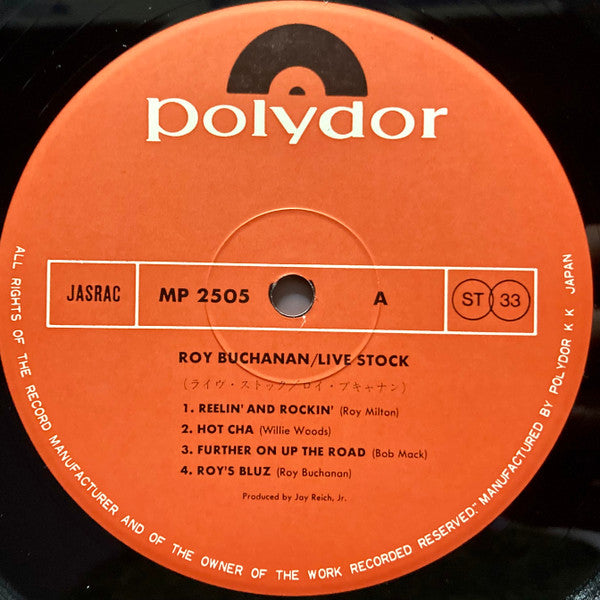 polydor
JASRAC MP 2505 A ST 33
ROY BUCHANAN/LIVE STOCK
(ライヴ・ストック/ロイ・ブキャナン)
1. REELIN' AND ROCKIN' (Roy Milton)
2. HOT CHA (Willie Woods)
3. FURTHER ON UP THE ROAD (Bob Mack)
4. ROY'S BLUZ (Roy Buchanan)
Produced by Jay Reich, Jr.
ALL RIGHTS OF THE RECORD MANUFACTURER AND OF THE OWNER OF THE WORK RECORDED RESERVED." MANUFACTURED BY POLYDOR K K JAPAN